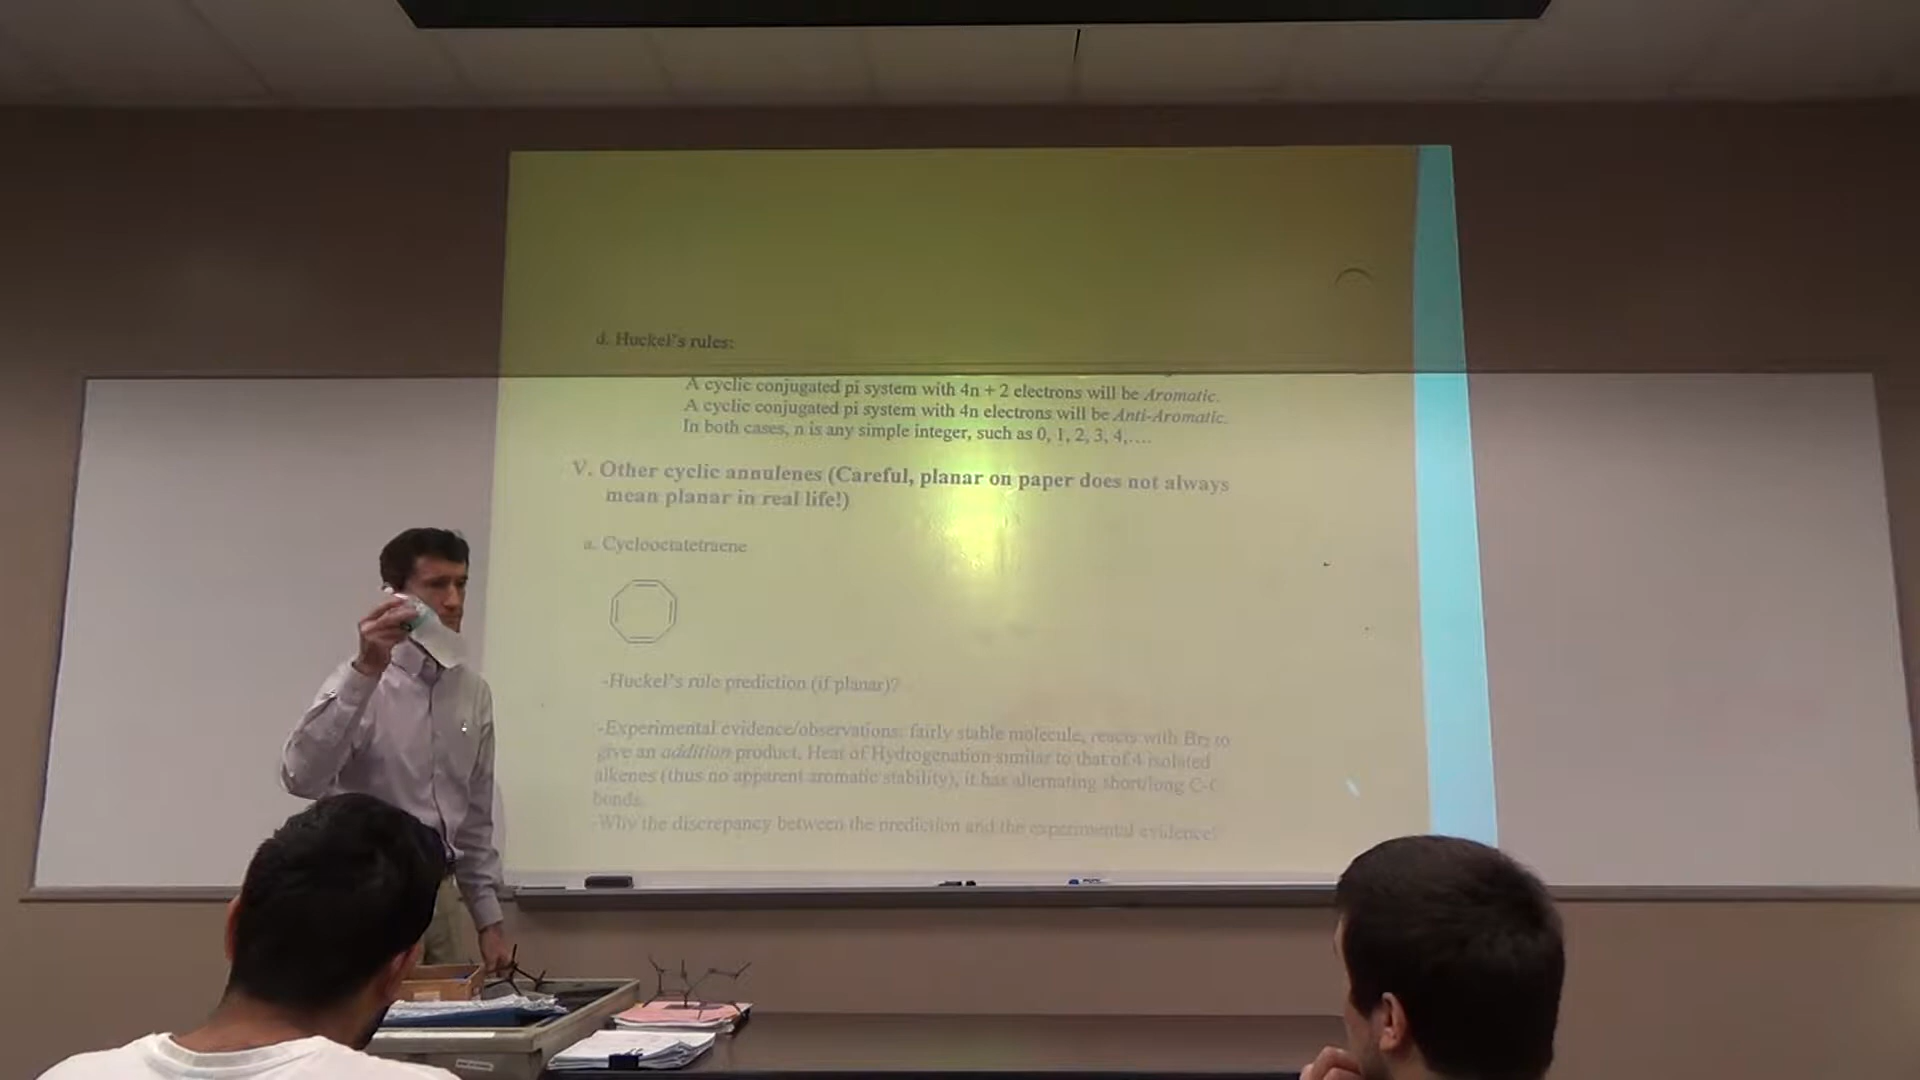 d. Huckel's rules:
A cyclic conjugated pi system with 4n + 2 electrons will be Aromatic.
A cyclic conjugated pi system with 4n electrons will be Anti-Aromatic.
In both cases, n is any simple integer, such as 0, 1, 2, 3, 4,....
V. Other cyclic annulenes (Careful, planar on paper does not always
mean planar in real life!)
a. Cyclooctatetraene
-Huckel's rule prediction (if planar)?
-Experimental evidence/observations: fairly stable molecule, reacts with Br2 to
give an addition product, Heat of Hydrogenation similar to that of 4 isolated
alkenes (thus no apparent aromatic stability), it has alternating short/long C-C
bonds.
-Why the discrepancy between the prediction and the experimental evidence?